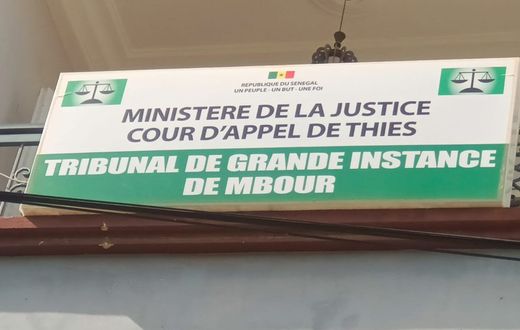 REPUBLIQUE DU SENEGAL
UN PEUPLE - UN BUT - UNE FOI
MINISTERE DE LA JUSTICE
COUR D'APPEL DE THIES
TRIBUNAL DE GRANDE INSTANCE
DE MBOUR